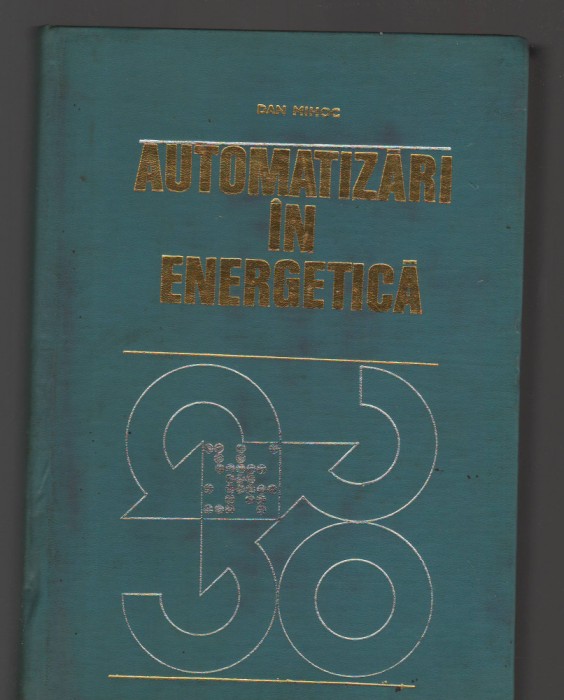 DAN MIHOC
AUTOMATIZĂRI
ÎN
ENERGETICĂ